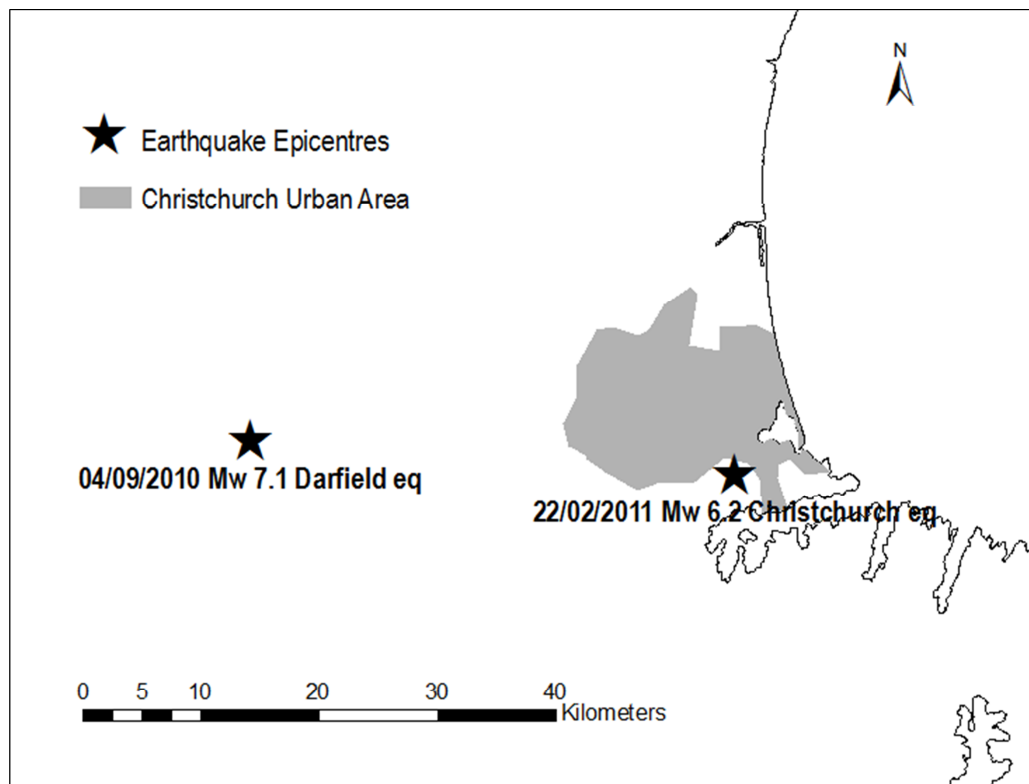 N
Earthquake Epicentres
Christchurch Urban Area
04/09/2010 Mw 7.1 Darfield eq
22/02/2011 Mw 6.2 Christchurch eq
0 5 10 20 30 40
Kilometers